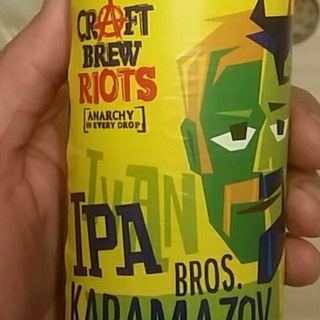 CRAFT
BREW
RIOTS
[ANARCHY
IN EVERY DROP]
IVAN
IPA
BROS.
KARAMAZOV